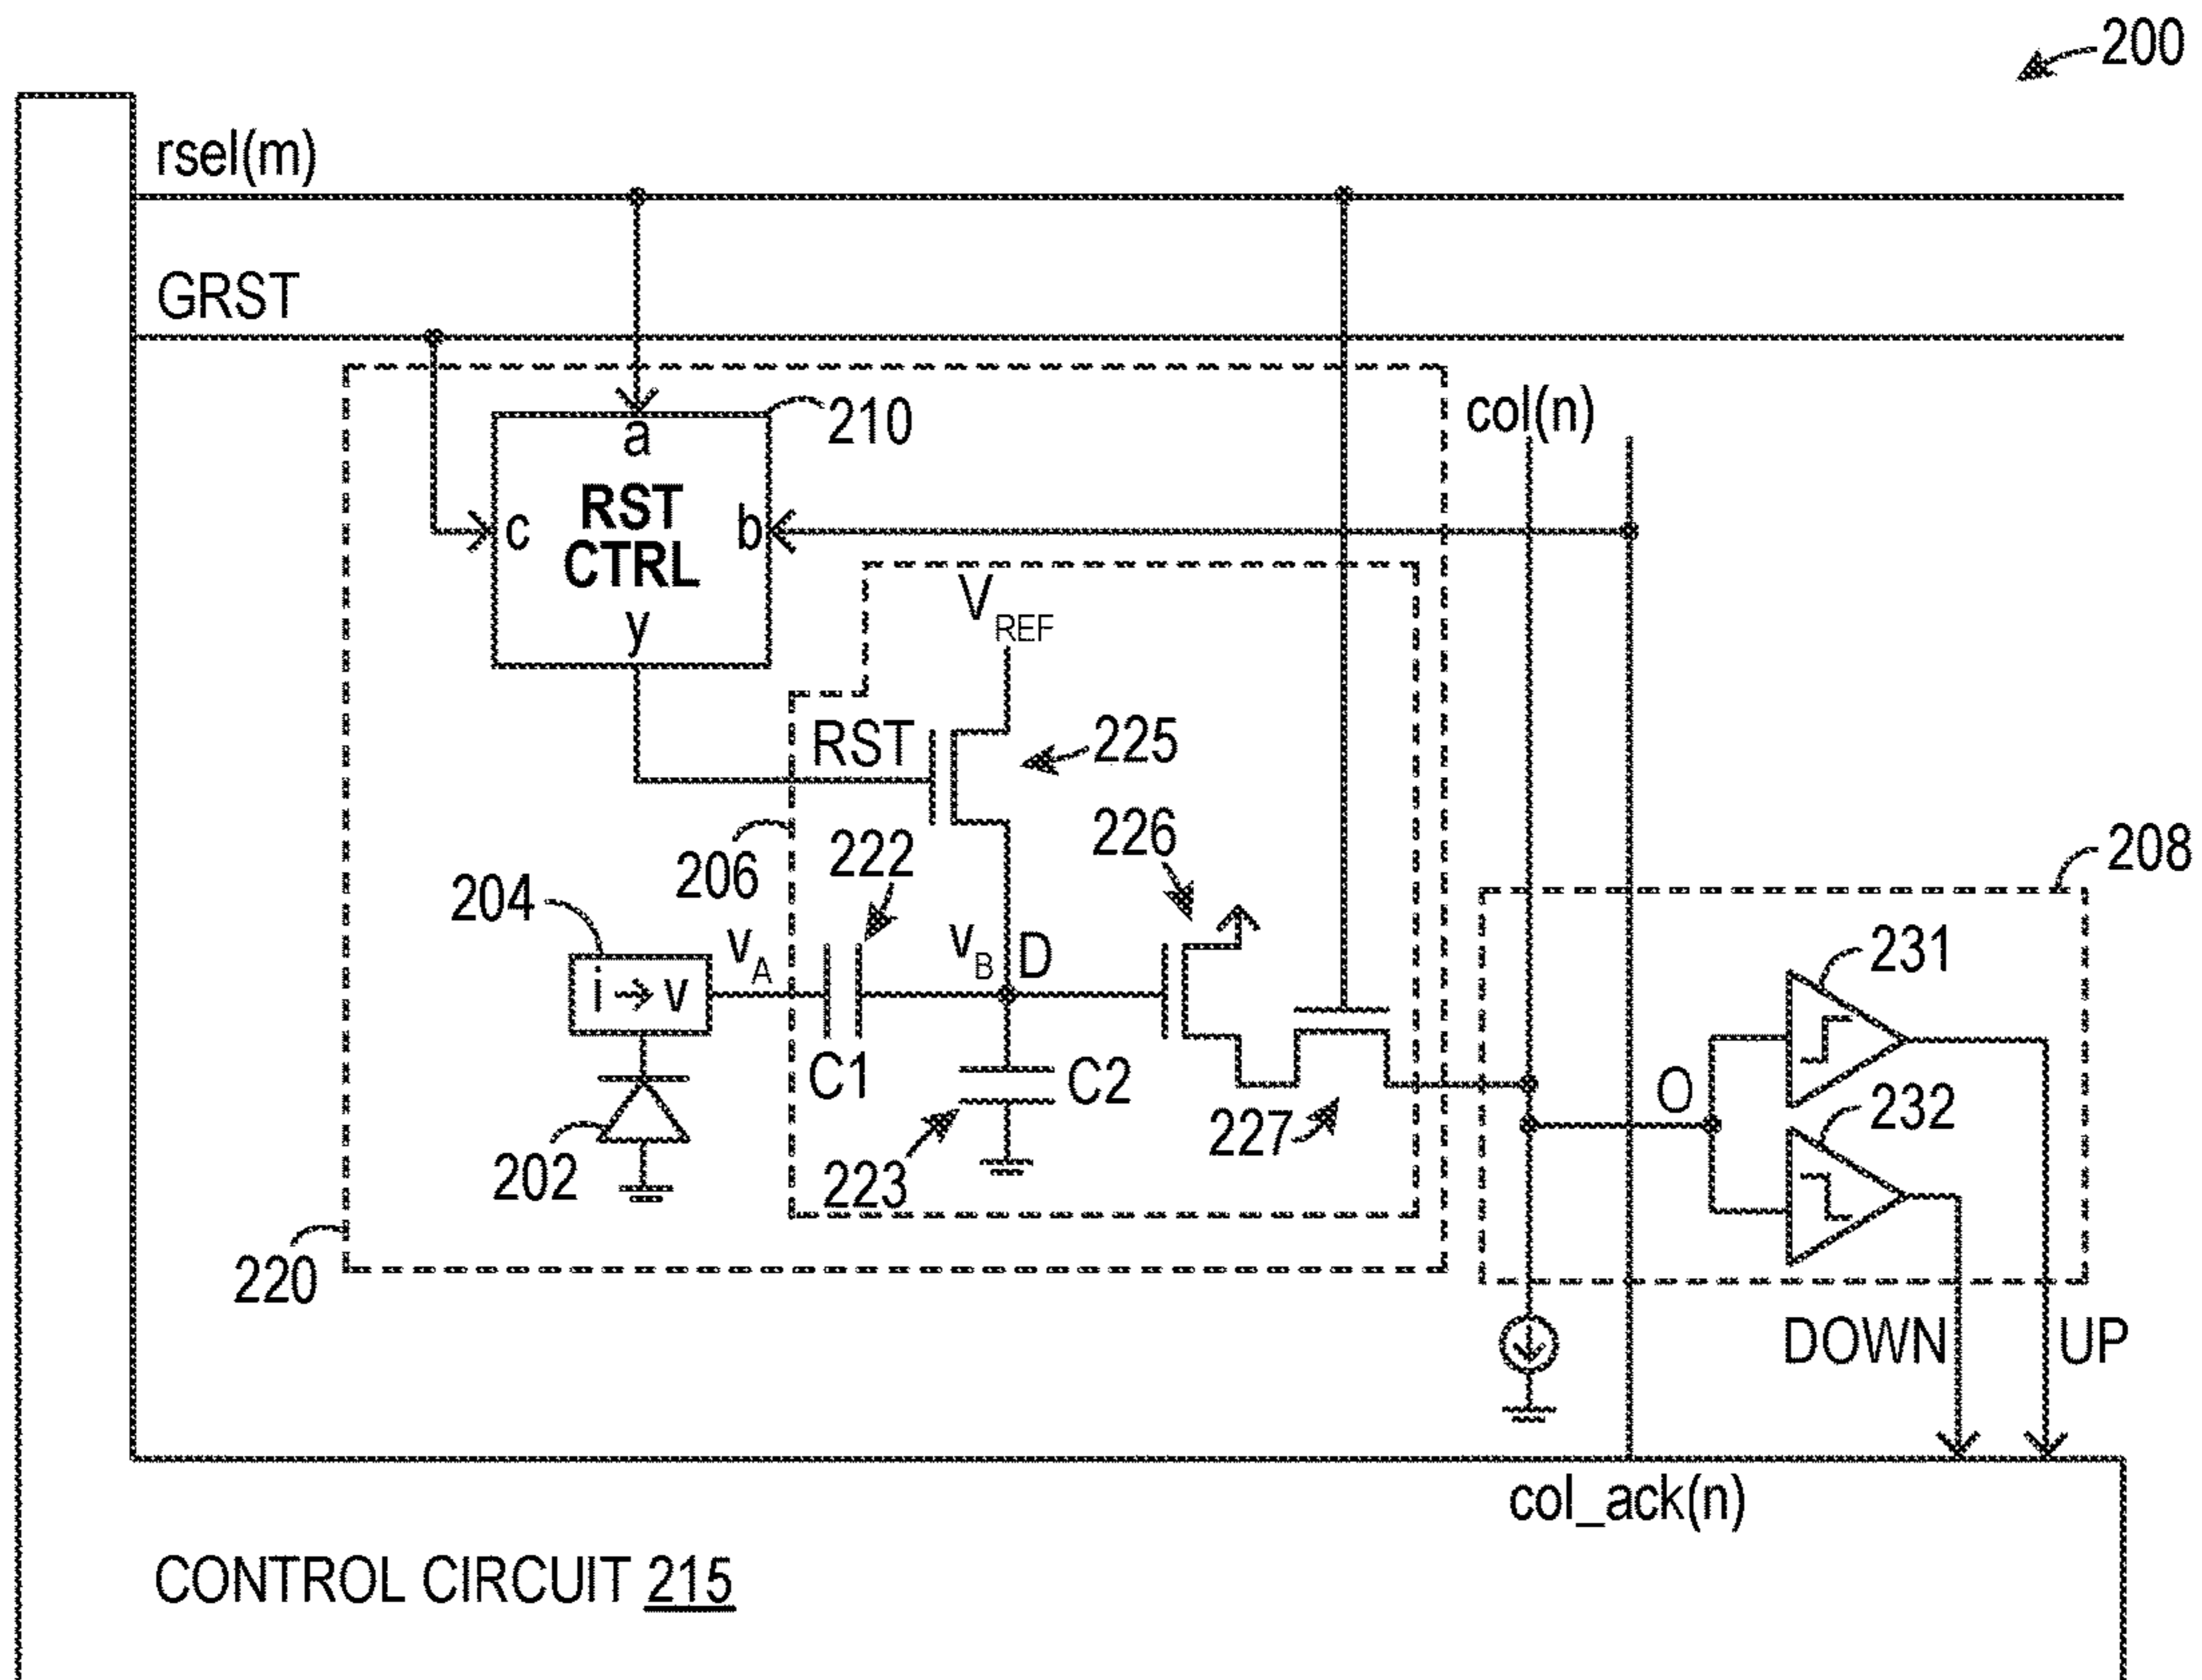 200
rsel(m)
GRST
210
col(n)
a
RST
CTRL
c
b
y
VREF
RST
225
226
206
222
208
204
231
vA
vB
D
i → v
C1
C2
O
232
227
202
223
220
DOWN
UP
col_ack(n)
CONTROL CIRCUIT 215